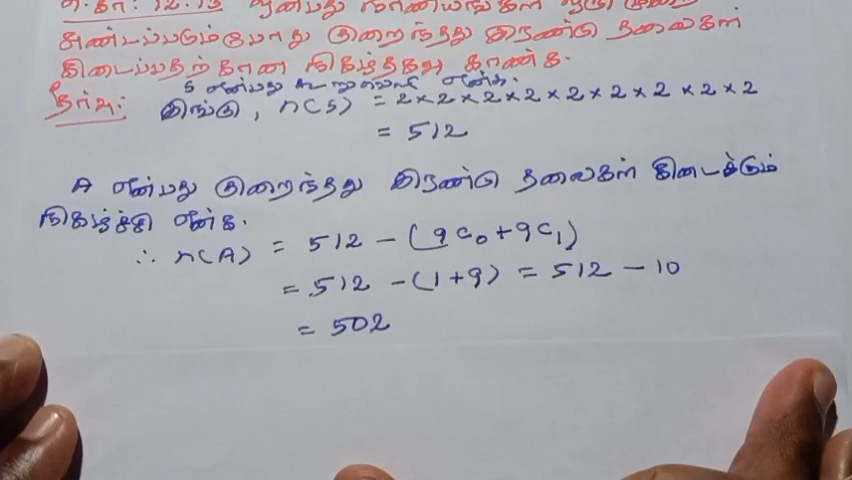 எ.கா: 12.13 ஒன்பது நாணயங்கள் ஒரு முறை
சுண்டப்படும்போது குறைந்தது இரண்டு தலைகள்
கிடைப்பதற்கான நிகழ்தகவு காண்க.
S என்பது கூறுவெளி என்க.
தீர்வு: இங்கு, n(S) = 2×2×2×2×2×2×2×2×2
= 512
A என்பது குறைந்தது இரண்டு தலைகள் கிடைக்கும்
நிகழ்ச்சி என்க.
∴ n(A) = 512 - (9C₀+9C₁)
= 512 - (1+9) = 512 - 10
= 502